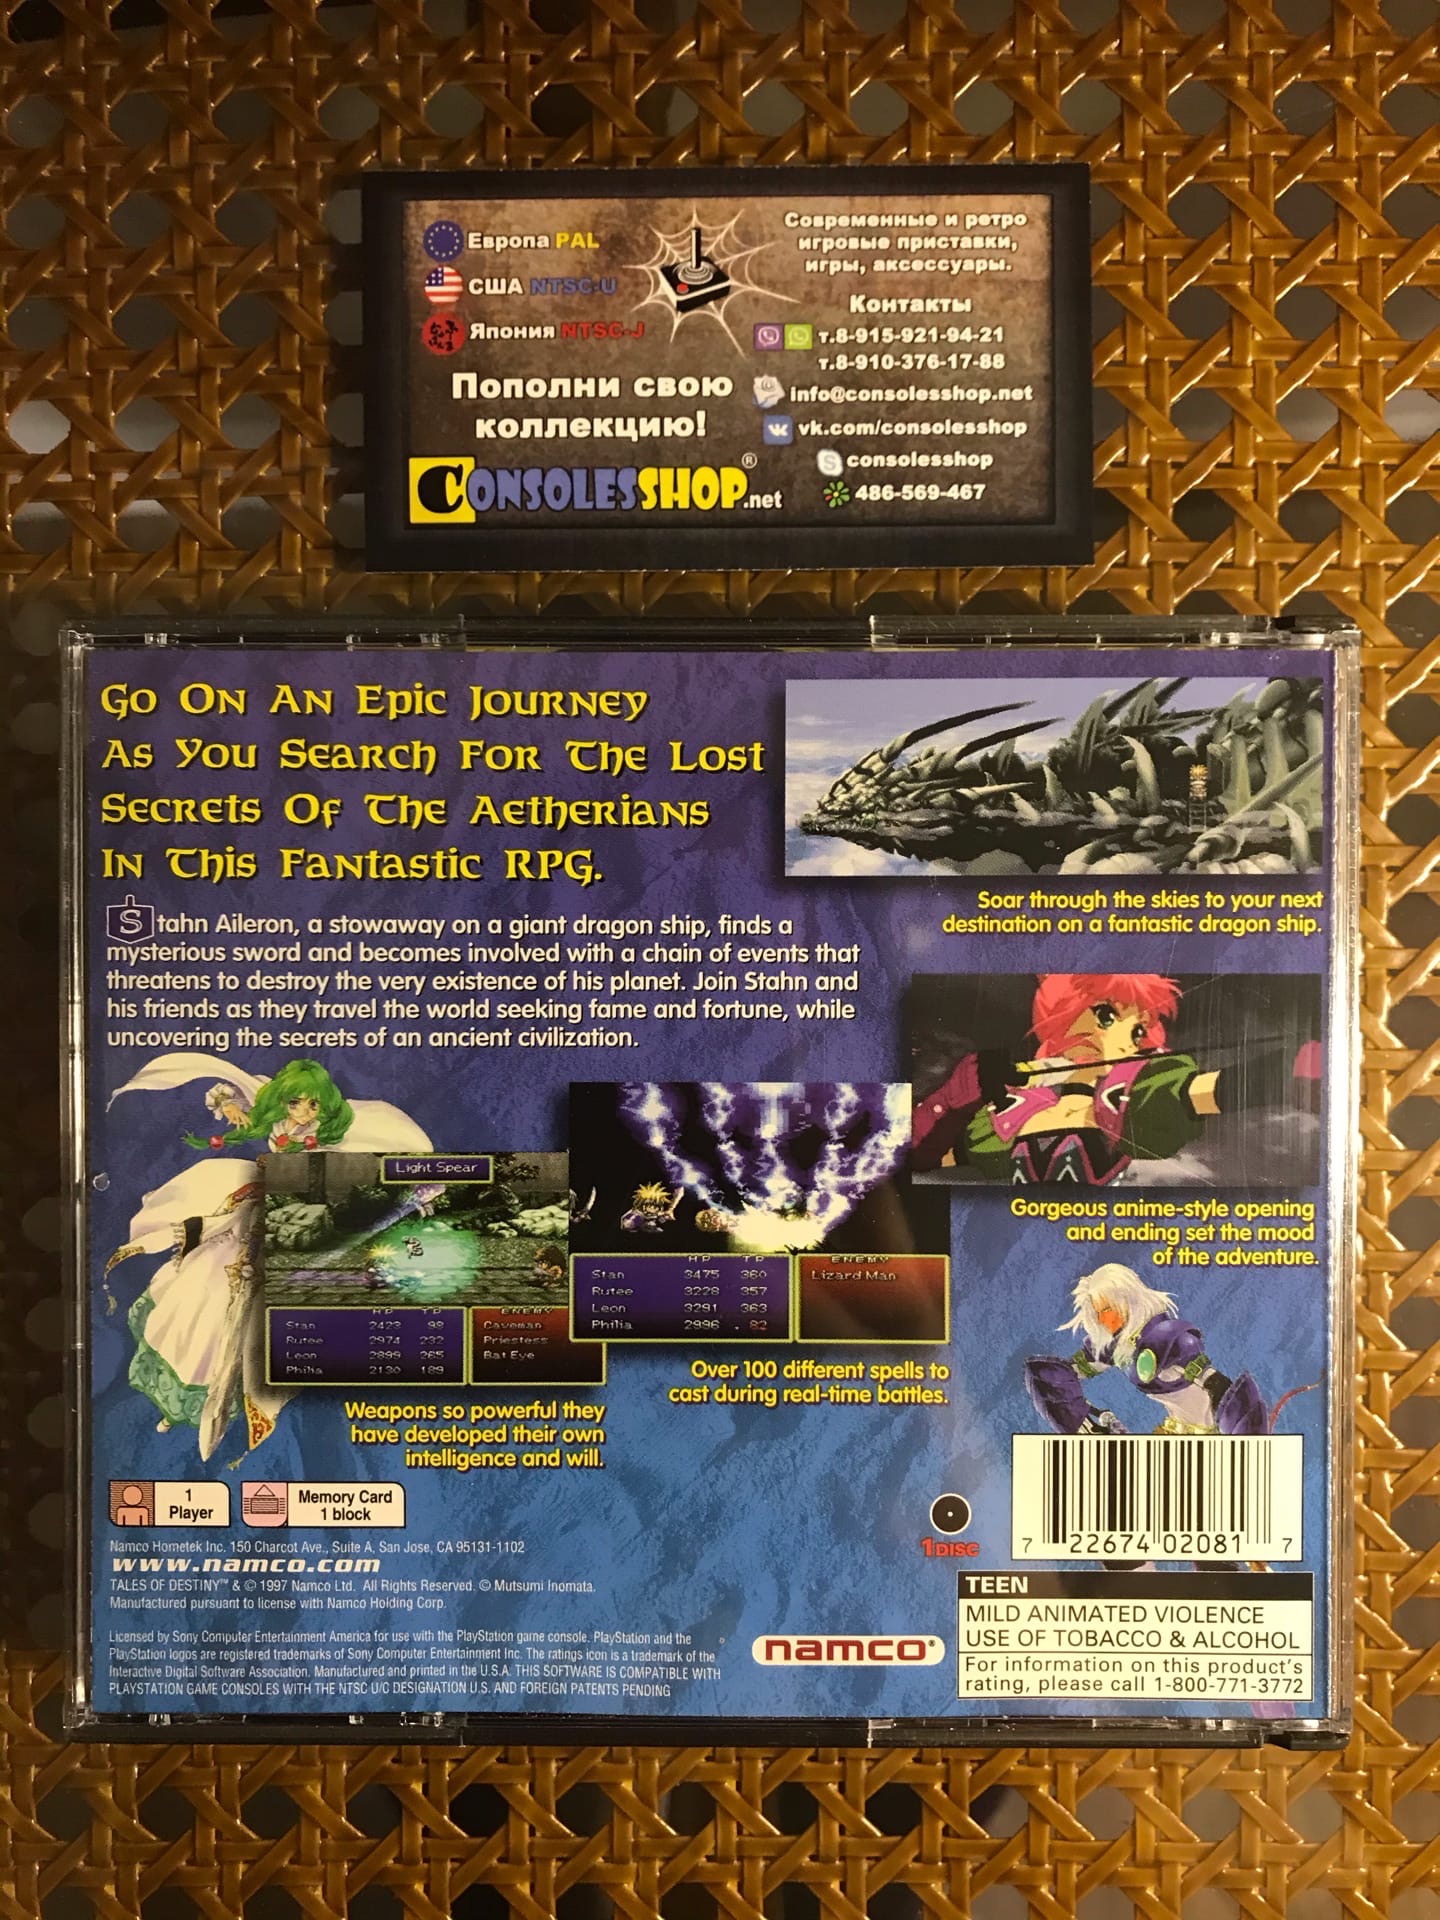 Европа PAL
США NTSC-U
Япония NTSC-J
Пополни свою
коллекцию!
CONSOLESSHOP.net ®
Современные и ретро
игровые приставки,
игры, аксессуары.
Контакты
т.8-915-921-94-21
т.8-910-376-17-88
info@consolesshop.net
vk.com/consolesshop
consolesshop
486-569-467
Go On An Epic Journey
As You Search For The Lost
Secrets Of The Aetherians
In This Fantastic RPG.
Stahn Aileron, a stowaway on a giant dragon ship, finds a
mysterious sword and becomes involved with a chain of events that
threatens to destroy the very existence of his planet. Join Stahn and
his friends as they travel the world seeking fame and fortune, while
uncovering the secrets of an ancient civilization.
Soar through the skies to your next
destination on a fantastic dragon ship.
Gorgeous anime-style opening
and ending set the mood
of the adventure.
Light Spear
HP TP ENEMY
Stan 2423 98 Caveman
Rutee 2974 232 Priestess
Leon 2899 265 Bat Eye
Philia 2130 189
HP TP ENEMY
Stan 3475 360 Lizard Man
Rutee 3228 357
Leon 3291 363
Philia 2996 82
Over 100 different spells to
cast during real-time battles.
Weapons so powerful they
have developed their own
intelligence and will.
1
Player
Memory Card
1 block
1 DISC
7 22674 02081 7
Namco Hometek Inc. 150 Charcot Ave., Suite A, San Jose, CA 95131-1102
www.namco.com
TALES OF DESTINY™ & © 1997 Namco Ltd. All Rights Reserved. © Mutsumi Inomata.
Manufactured pursuant to license with Namco Holding Corp.
Licensed by Sony Computer Entertainment America for use with the PlayStation game console. PlayStation and the
PlayStation logos are registered trademarks of Sony Computer Entertainment Inc. The ratings icon is a trademark of the
Interactive Digital Software Association. Manufactured and printed in the U.S.A. THIS SOFTWARE IS COMPATIBLE WITH
PLAYSTATION GAME CONSOLES WITH THE NTSC U/C DESIGNATION U.S. AND FOREIGN PATENTS PENDING
namco®
TEEN
MILD ANIMATED VIOLENCE
USE OF TOBACCO & ALCOHOL
For information on this product's
rating, please call 1-800-771-3772